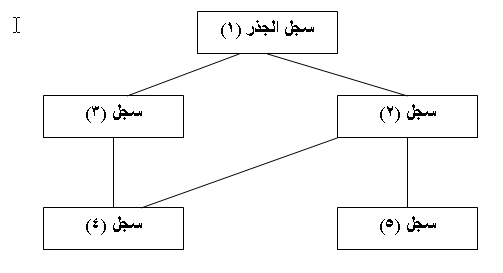 سجل الجذر (١)
سجل (٢)
سجل (٣)
سجل (٥)
سجل (٤)